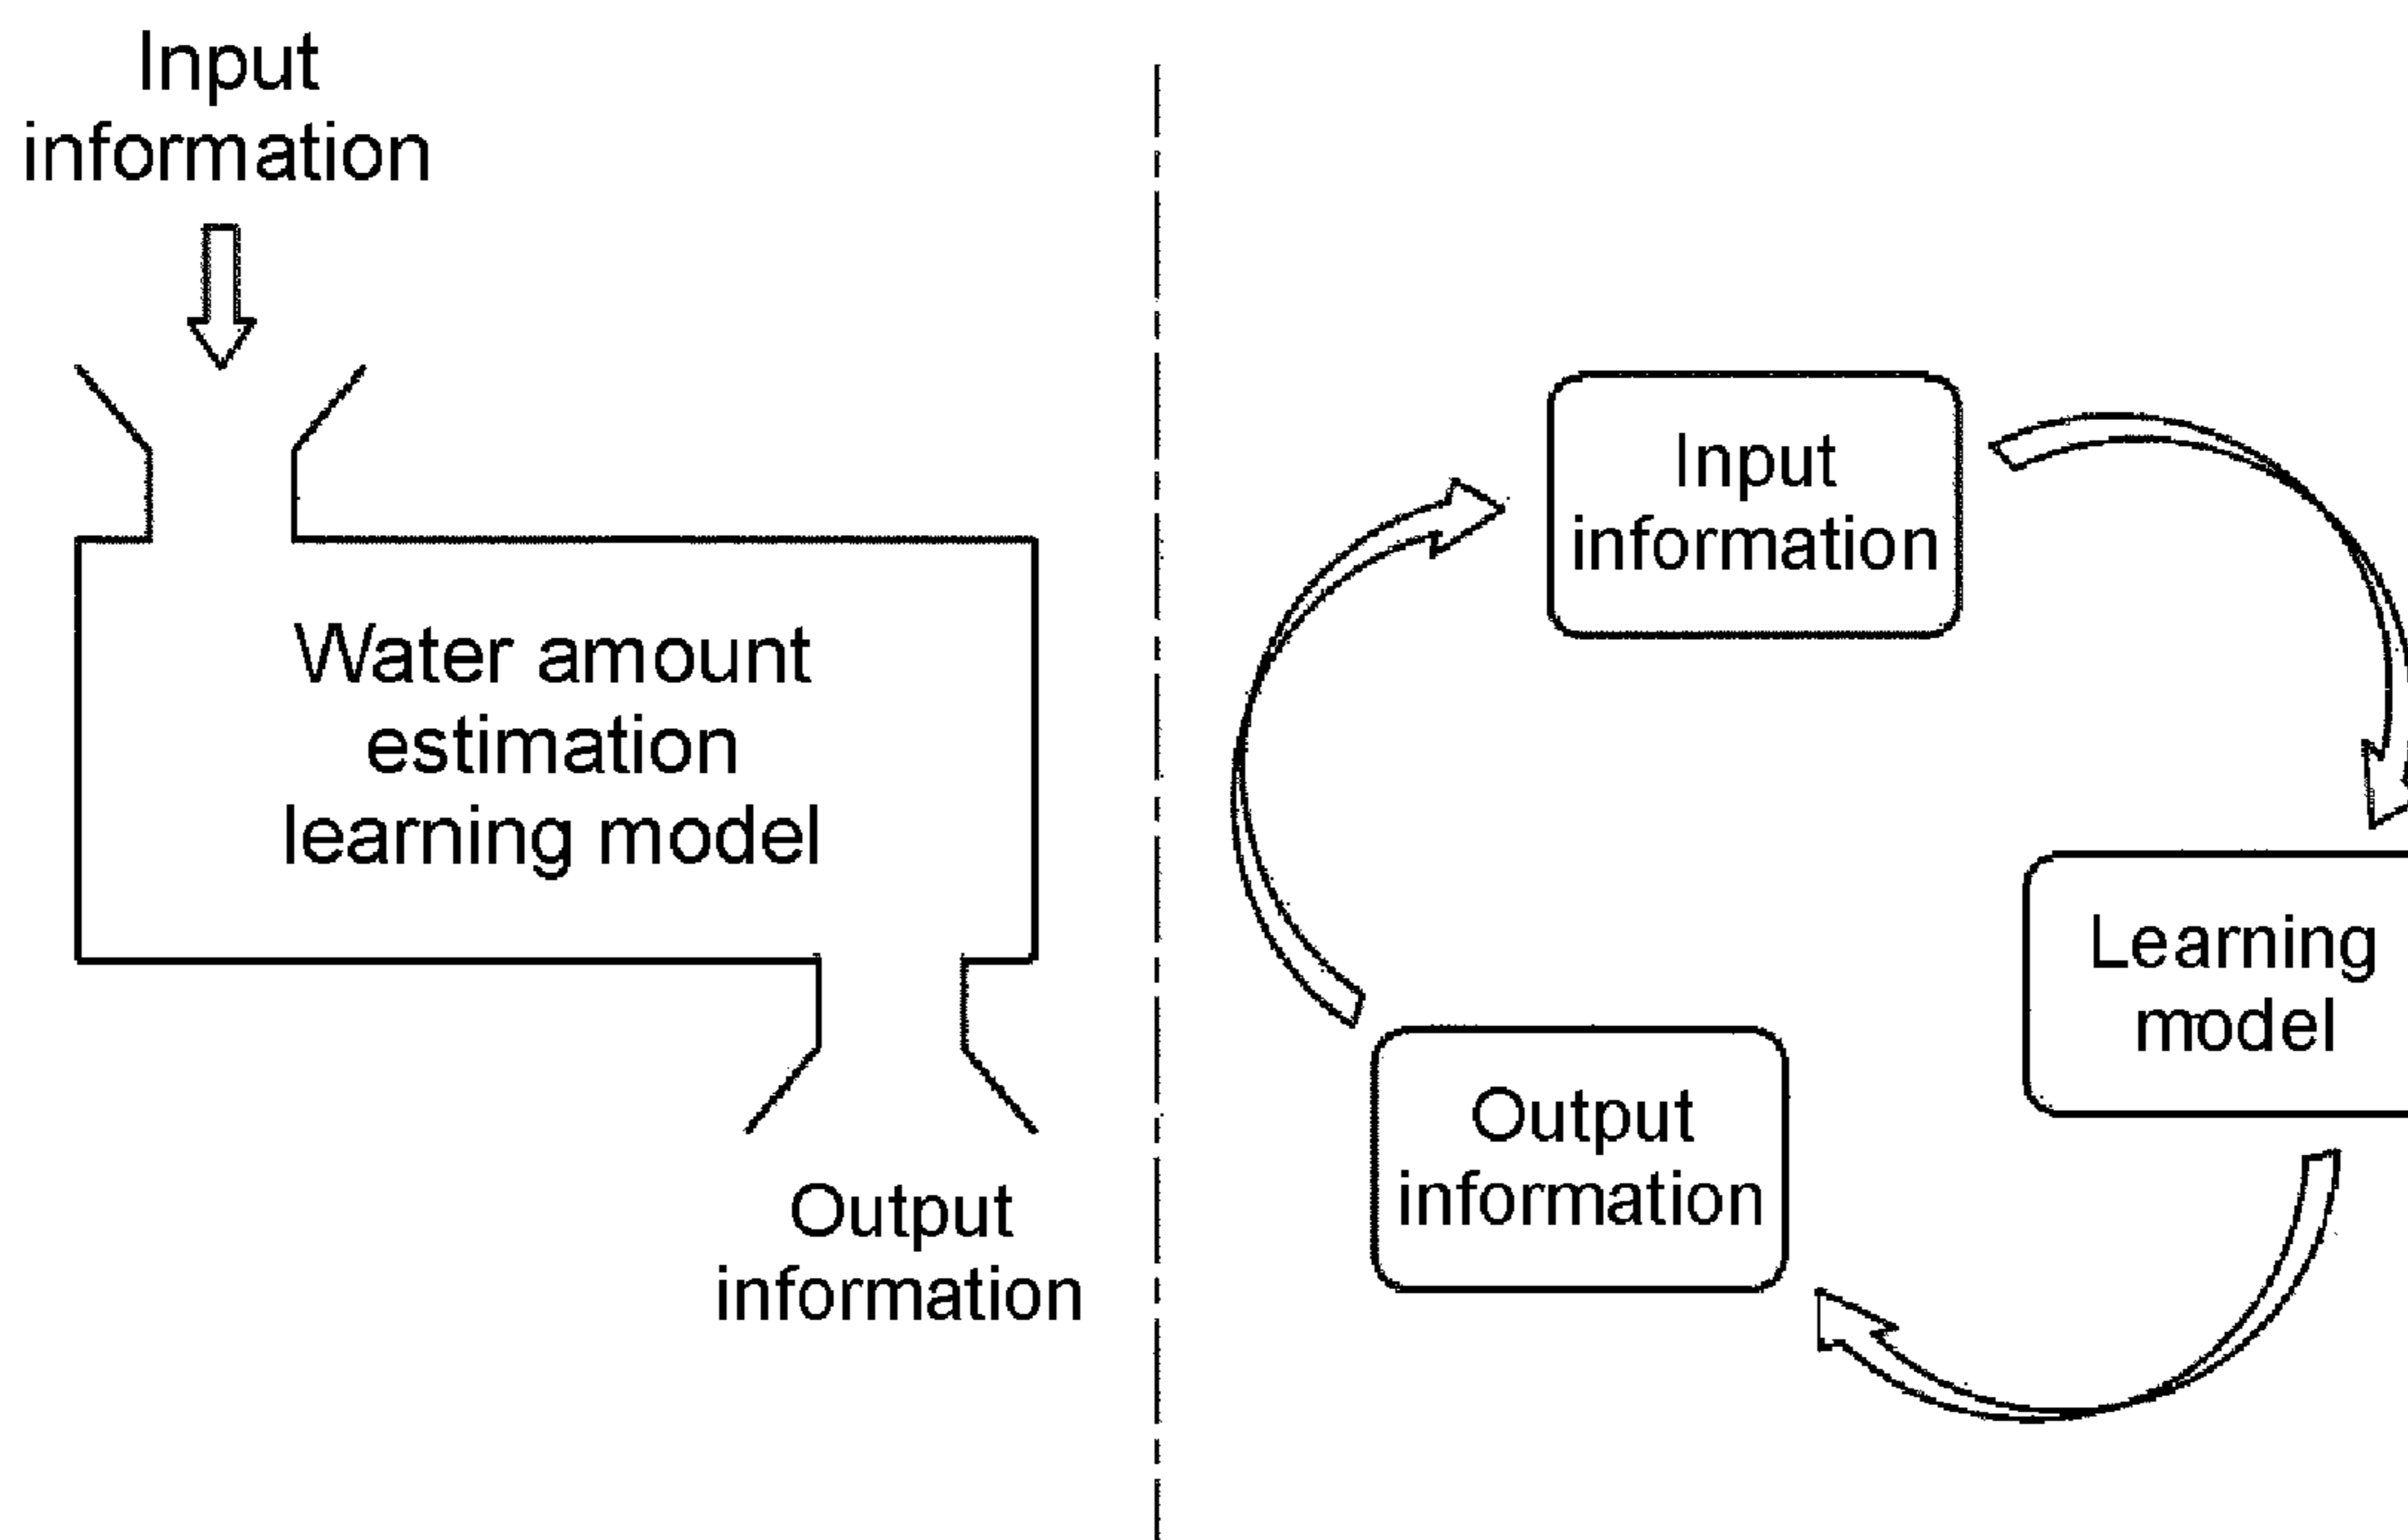 Input
information
Water amount
estimation
learning model
Output
information
Input
information
Learning
model
Output
information